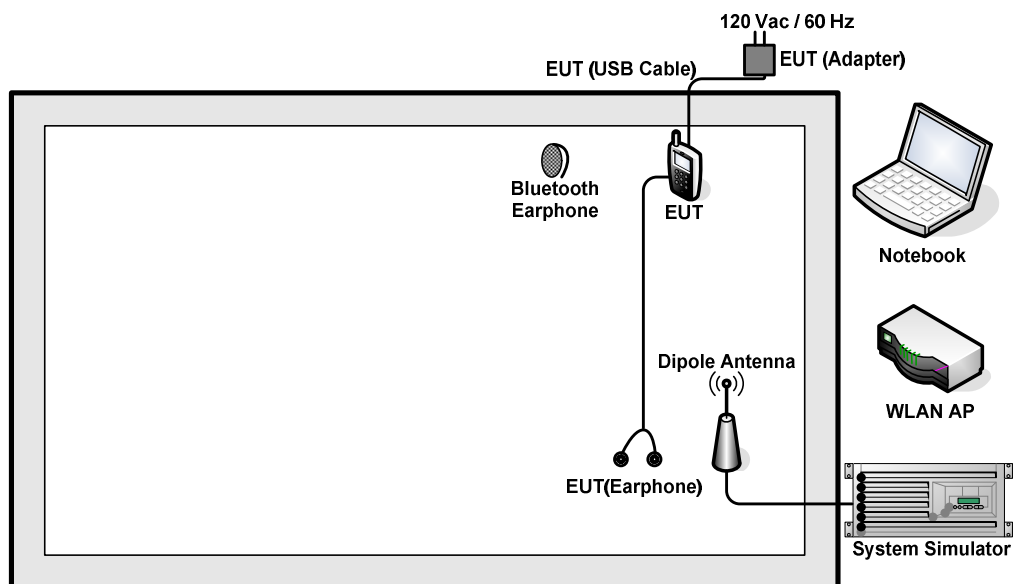 120 Vac / 60 Hz
EUT (Adapter)
EUT (USB Cable)
Bluetooth
Earphone
EUT
Notebook
Dipole Antenna
WLAN AP
EUT(Earphone)
System Simulator